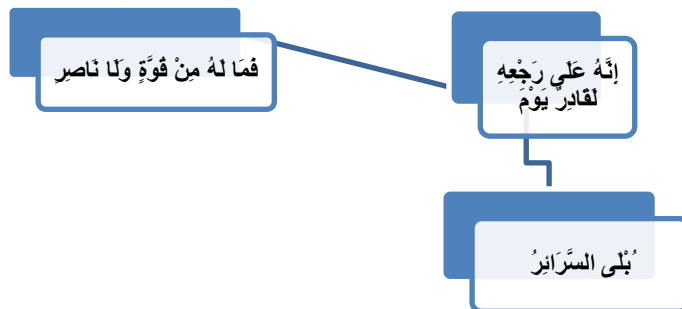 إِنَّهُ عَلَى رَجْعِهِ
لَقَادِرٌ يَوْمَ
فَمَا لَهُ مِنْ قُوَّةٍ وَلَا نَاصِرٍ
ُبْلَى السَّرَائِرُ